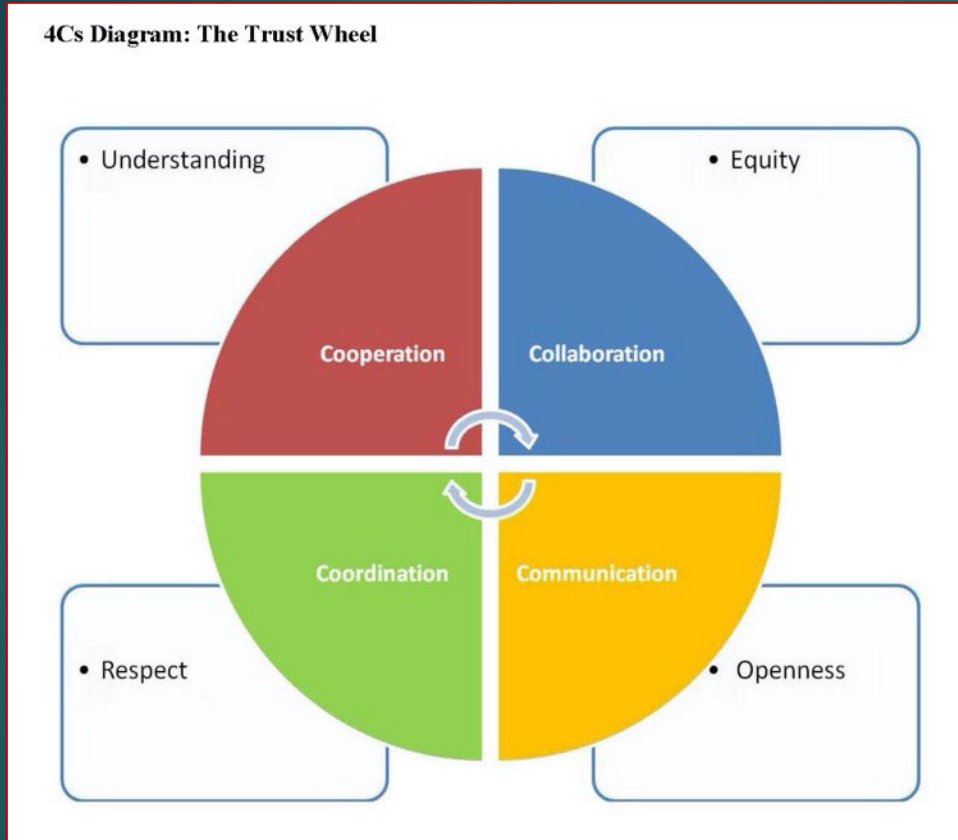 4Cs Diagram: The Trust Wheel
• Understanding
• Equity
Cooperation
Collaboration
Coordination
Communication
• Respect
• Openness